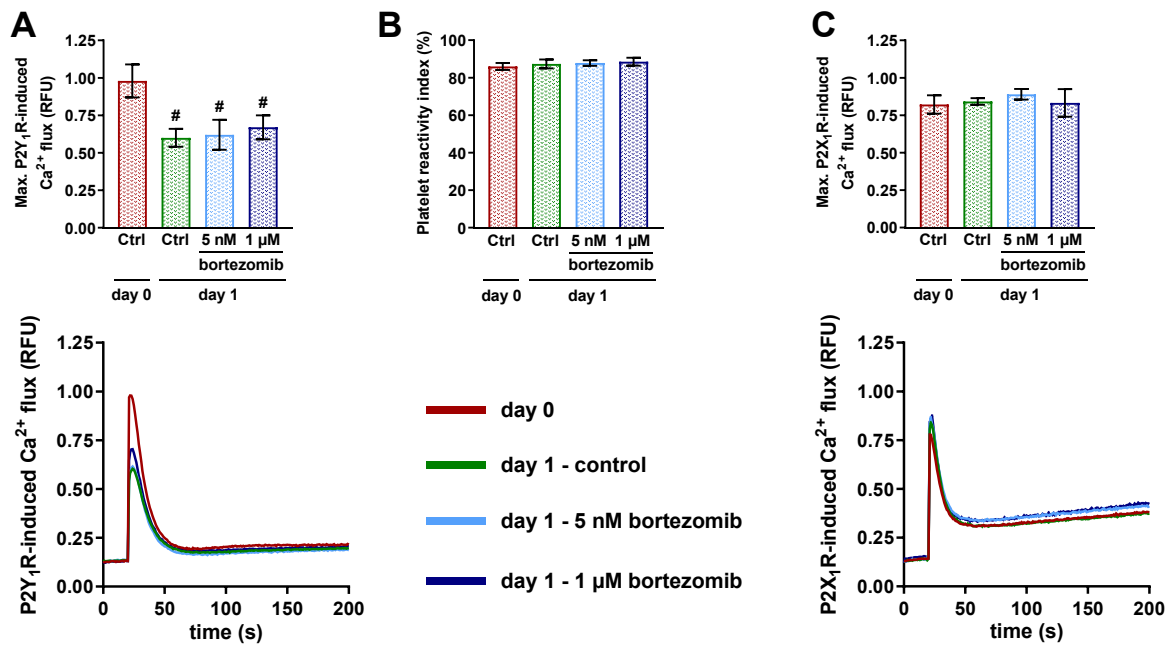 A
Max. P2Y₁R-induced
Ca²⁺ flux (RFU)
1.25
1.00
0.75
0.50
0.25
0.00
# # #
Ctrl Ctrl 5 nM 1 µM
bortezomib
day 0 day 1
B
Platelet reactivity index (%)
100
80
60
40
20
0
Ctrl Ctrl 5 nM 1 µM
bortezomib
day 0 day 1
C
Max. P2X₁R-induced
Ca²⁺ flux (RFU)
1.25
1.00
0.75
0.50
0.25
0.00
Ctrl Ctrl 5 nM 1 µM
bortezomib
day 0 day 1
P2Y₁R-induced Ca²⁺ flux (RFU)
1.25
1.00
0.75
0.50
0.25
0.00
0 50 100 150 200
time (s)
day 0
day 1 - control
day 1 - 5 nM bortezomib
day 1 - 1 µM bortezomib
P2X₁R-induced Ca²⁺ flux (RFU)
1.25
1.00
0.75
0.50
0.25
0.00
0 50 100 150 200
time (s)